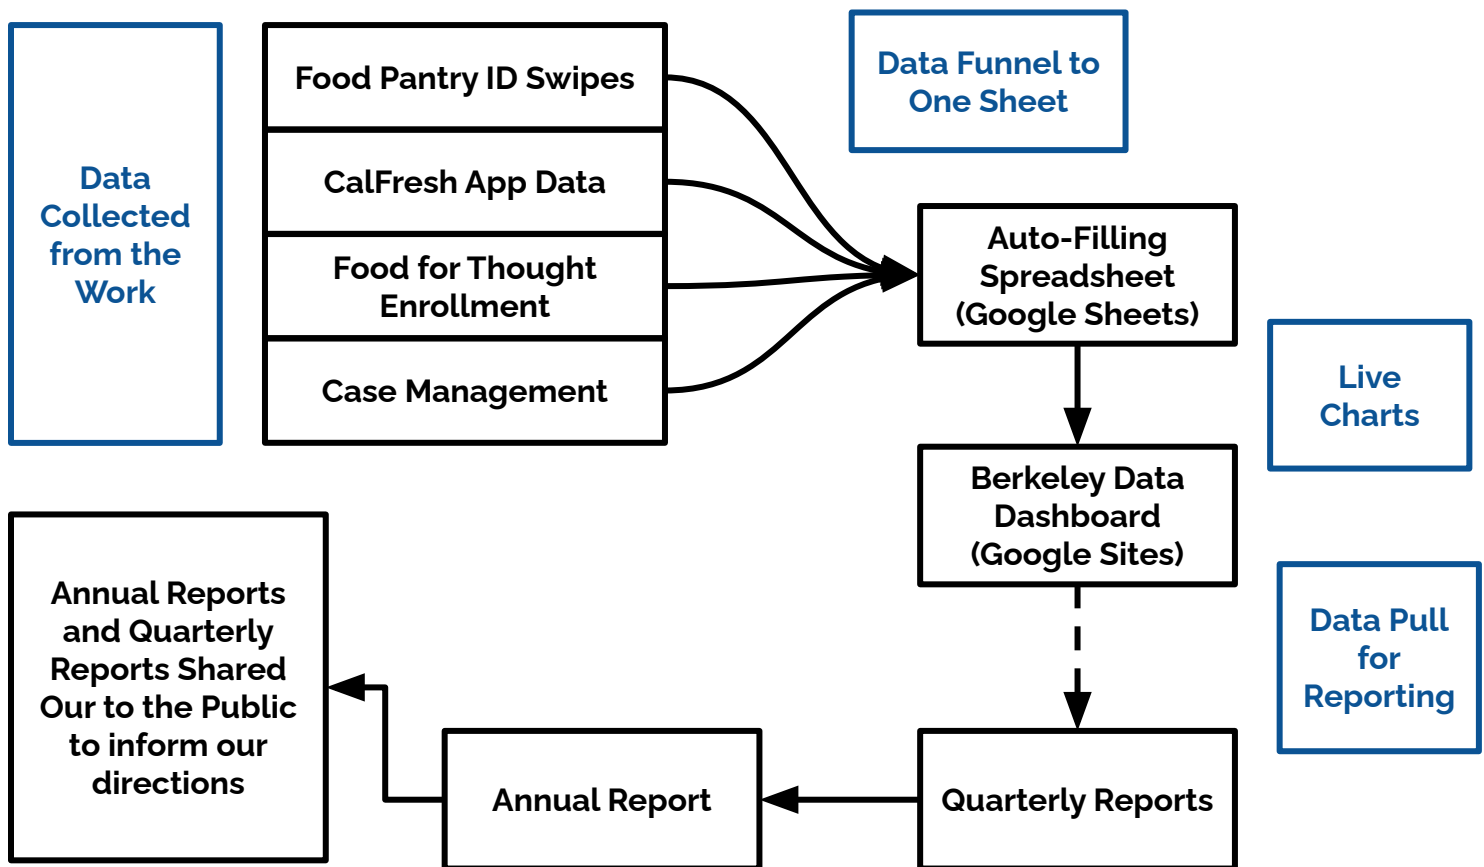 Data
Collected
from the
Work
Food Pantry ID Swipes
CalFresh App Data
Food for Thought
Enrollment
Case Management
Data Funnel to
One Sheet
Auto-Filling
Spreadsheet
(Google Sheets)
Live
Charts
Berkeley Data
Dashboard
(Google Sites)
Data Pull
for
Reporting
Quarterly Reports
Annual Report
Annual Reports
and Quarterly
Reports Shared
Our to the Public
to inform our
directions